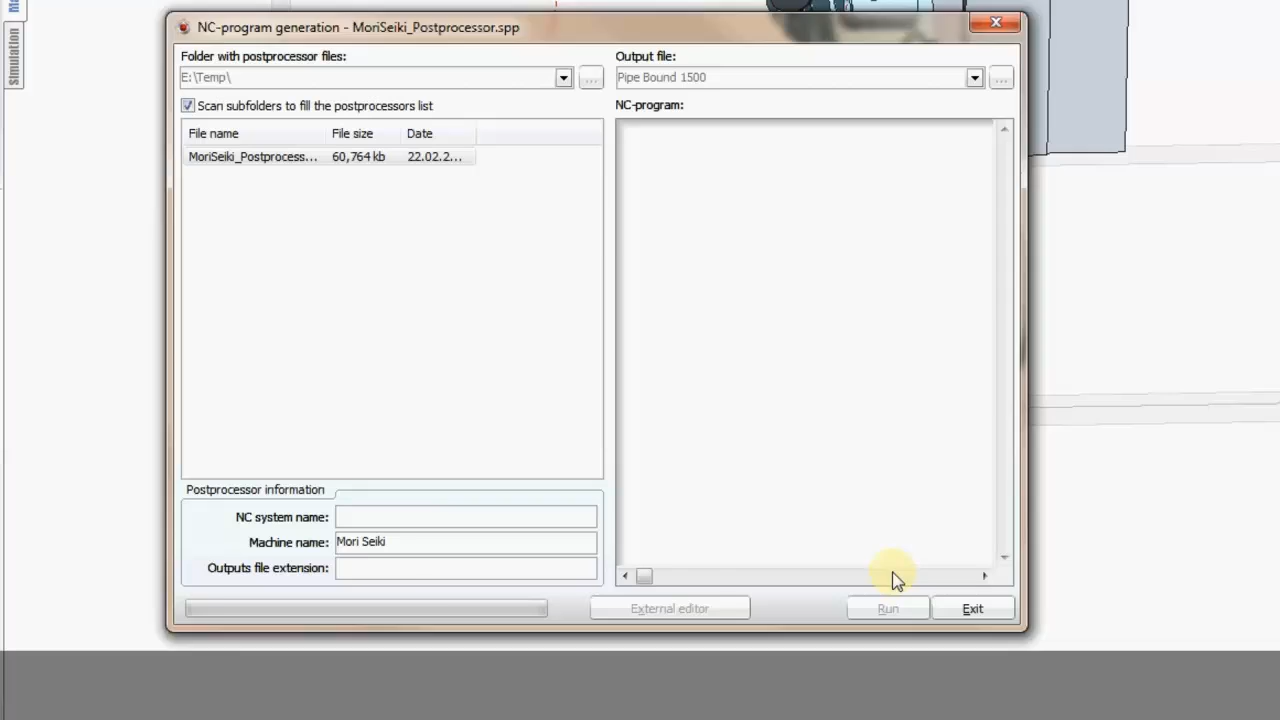 NC-program generation - MoriSeiki_Postprocessor.spp
Folder with postprocessor files:
E:\Temp\
...
Scan subfolders to fill the postprocessors list
File name File size Date
MoriSeiki_Postprocess... 60,764 kb 22.02.2...
Postprocessor information
NC system name:
Machine name: Mori Seiki
Outputs file extension:
Output file:
Pipe Bound 1500
...
NC-program:
External editor
Run
Exit
Simulation